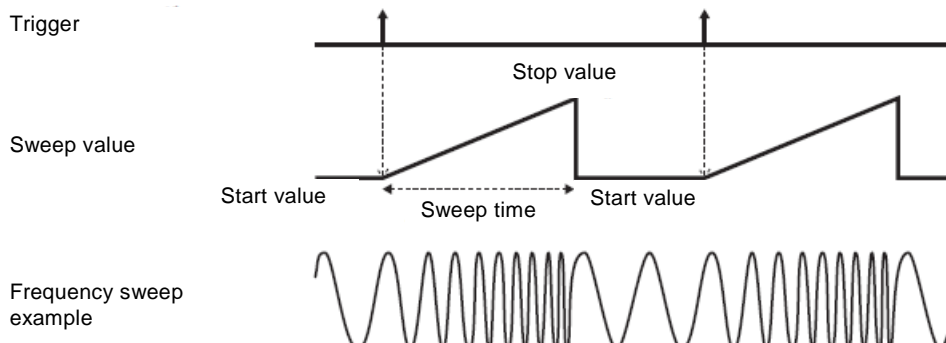 Trigger
Stop value
Sweep value
Start value
Sweep time
Start value
Frequency sweep
example